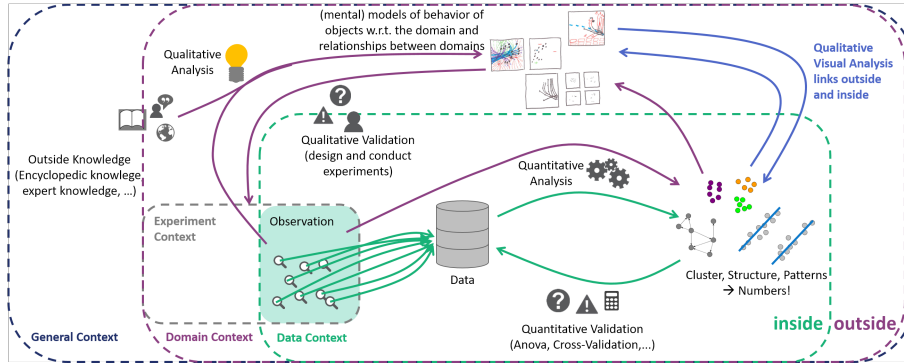 (mental) models of behavior of
objects w.r.t. the domain and
relationships between domains
Qualitative
Analysis
Qualitative
Visual Analysis
links outside
and inside
Outside Knowledge
(Encyclopedic knowlege
expert knowledge, ...)
Qualitative Validation
(design and conduct
experiments)
Quantitative
Analysis
Experiment
Context
Observation
Data
Cluster, Structure, Patterns
→ Numbers!
Quantitative Validation
(Anova, Cross-Validation,...)
General Context
Domain Context
Data Context
inside outside